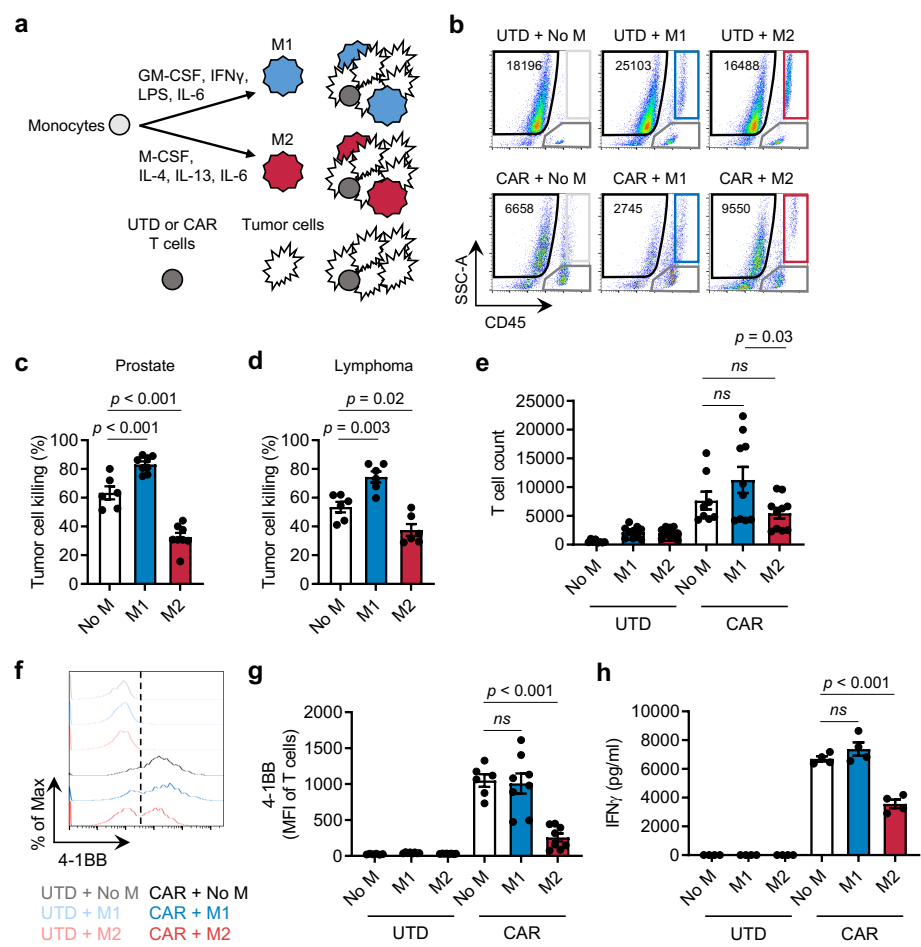 a
M1
GM-CSF, IFNγ,
LPS, IL-6
Monocytes
M2
M-CSF,
IL-4, IL-13, IL-6
UTD or CAR
T cells
Tumor cells
b
UTD + No M
UTD + M1
UTD + M2
18196
25103
16488
CAR + No M
CAR + M1
CAR + M2
6658
2745
9550
SSC-A
CD45
c
Prostate
p < 0.001
p < 0.001
Tumor cell killing (%)
100
80
60
40
20
0
No M
M1
M2
d
Lymphoma
p = 0.02
p = 0.003
Tumor cell killing (%)
100
80
60
40
20
0
No M
M1
M2
e
p = 0.03
ns
ns
T cell count
25000
20000
15000
10000
5000
0
No M
M1
M2
No M
M1
M2
UTD
CAR
f
% of Max
4-1BB
UTD + No M
CAR + No M
UTD + M1
CAR + M1
UTD + M2
CAR + M2
g
p < 0.001
ns
4-1BB
(MFI of T cells)
2000
1500
1000
500
0
No M
M1
M2
No M
M1
M2
UTD
CAR
h
p < 0.001
ns
IFNγ (pg/ml)
10000
8000
6000
4000
2000
0
No M
M1
M2
No M
M1
M2
UTD
CAR